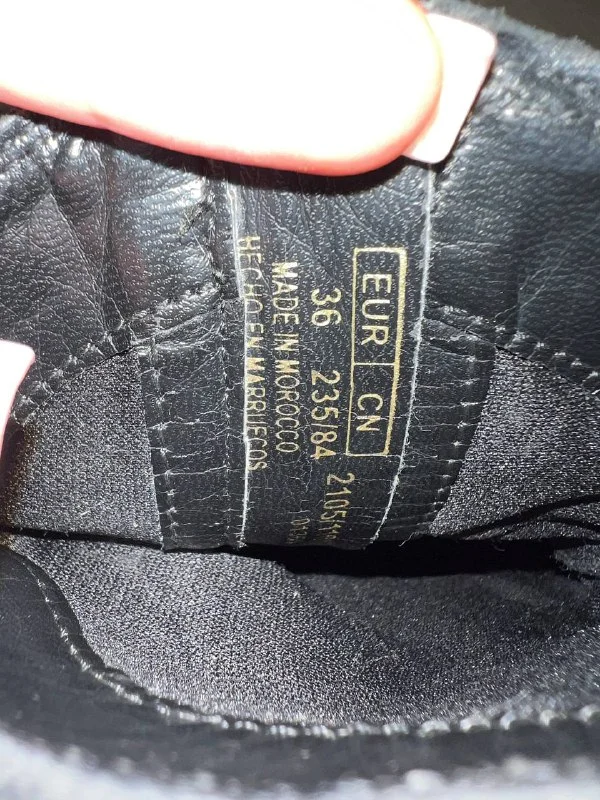 EUR CN
36 235/84
MADE IN MOROCCO
HECHO EN MARRUECOS